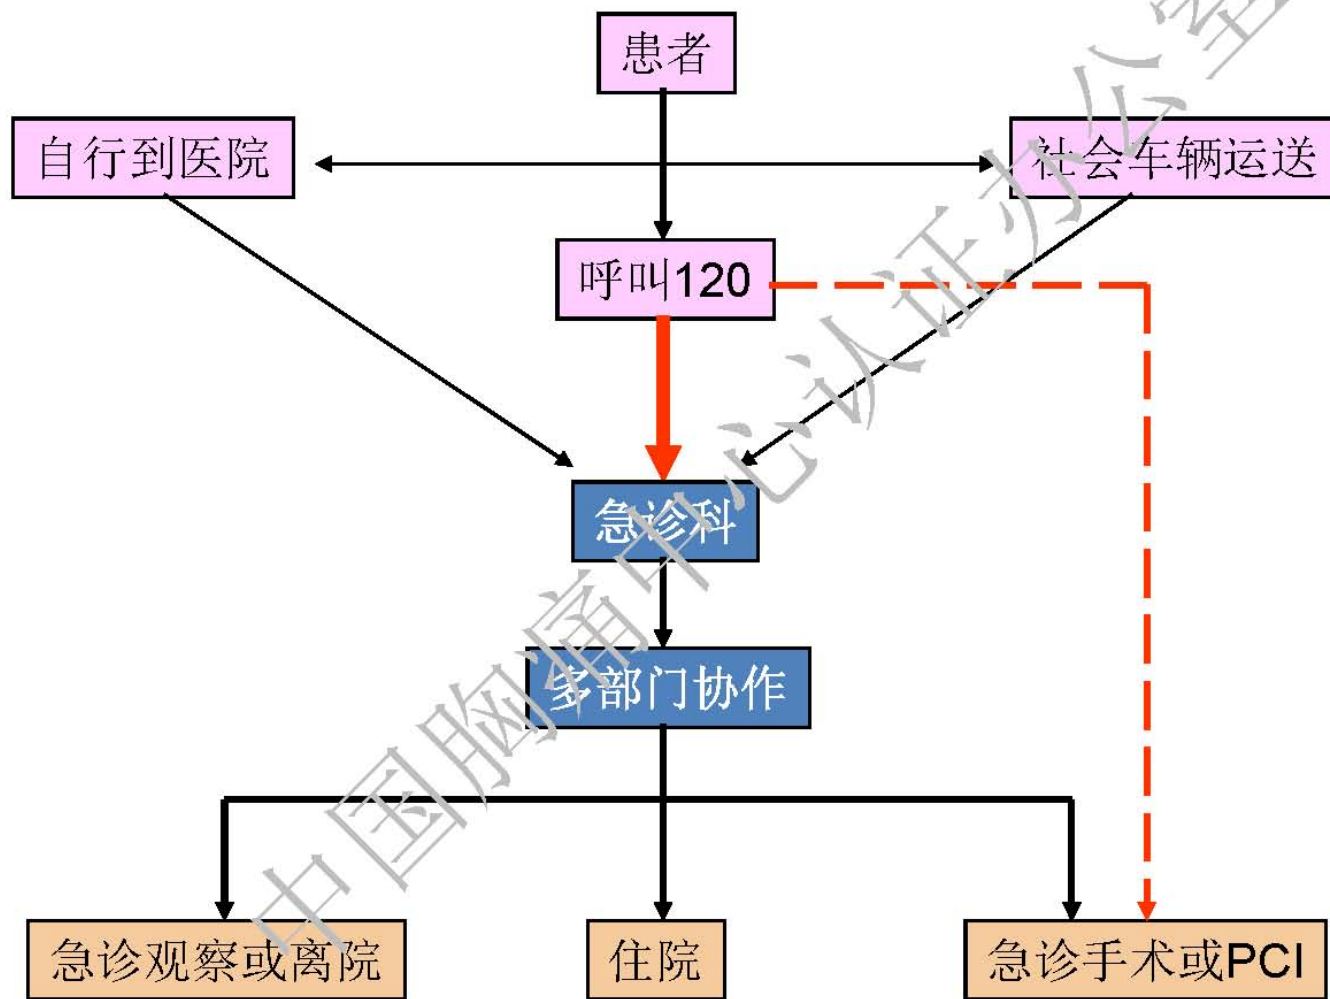 患者
自行到医院
社会车辆运送
呼叫120
急诊科
多部门协作
急诊观察或离院
住院
急诊手术或PCI
中国胸痛中心认证办公室